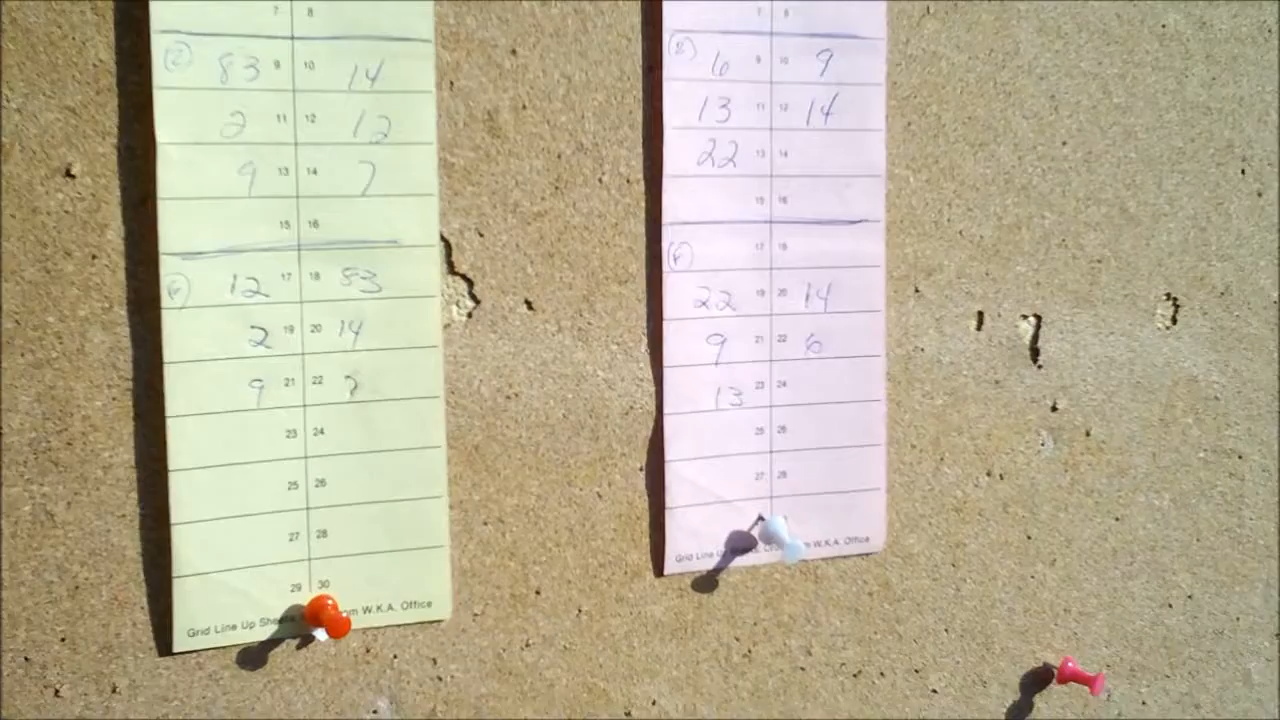 7 8
(2) 83 9 10 14
2 11 12 12
9 13 14 7
15 16
12 17 18 83
2 19 20 14
9 21 22 7
23 24
25 26
27 28
29 30
Grid Line Up Sheets, from W.K.A. Office
7 8
(2) 6 9 10 9
13 11 12 14
22 13 14
15 16
17 18
22 19 20 14
9 21 22 6
13 23 24
25 26
27 28
Grid Line Up W.K.A. Office